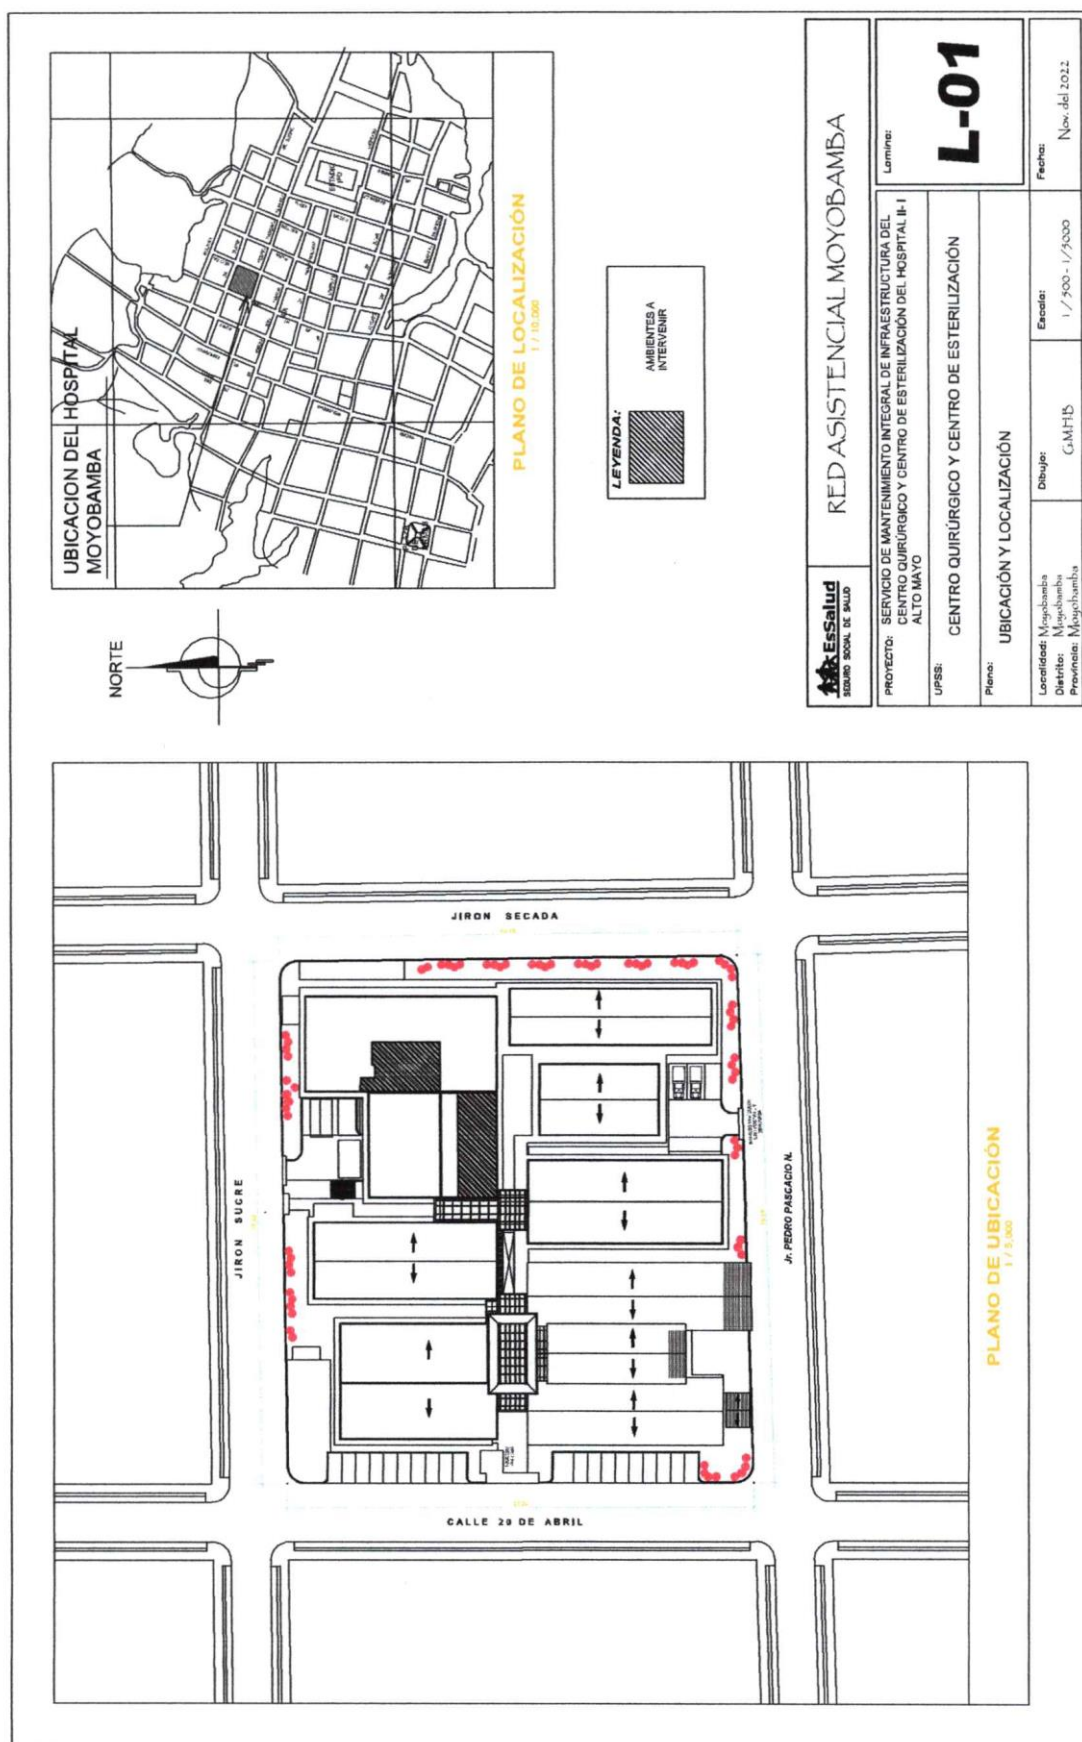 UBICACION DEL HOSPITAL
MOYOBAMBA
ESTADIO
IPD
PLANO DE LOCALIZACIÓN
1 / 10,000
NORTE
LEYENDA:
AMBIENTES A
INTERVENIR
JIRON SECADA
JIRON SUCRE
Jr. PEDRO PASCACIO N.
CALLE 20 DE ABRIL
PLANO DE UBICACIÓN
1 / 5,000
EsSalud
SEGURO SOCIAL DE SALUD
RED ASISTENCIAL MOYOBAMBA
PROYECTO: SERVICIO DE MANTENIMIENTO INTEGRAL DE INFRAESTRUCTURA DEL
CENTRO QUIRÚRGICO Y CENTRO DE ESTERILIZACIÓN DEL HOSPITAL II-I
ALTO MAYO
UPSS:
CENTRO QUIRÚRGICO Y CENTRO DE ESTERILIZACIÓN
Plano:
UBICACIÓN Y LOCALIZACIÓN
Lamina:
L-01
Localidad: Moyobamba
Distrito: Moyobamba
Provincia: Moyobamba
Dibujo:
G.M.H.B
Escala:
1 / 500 - 1/5000
Fecha:
Nov. del 2022